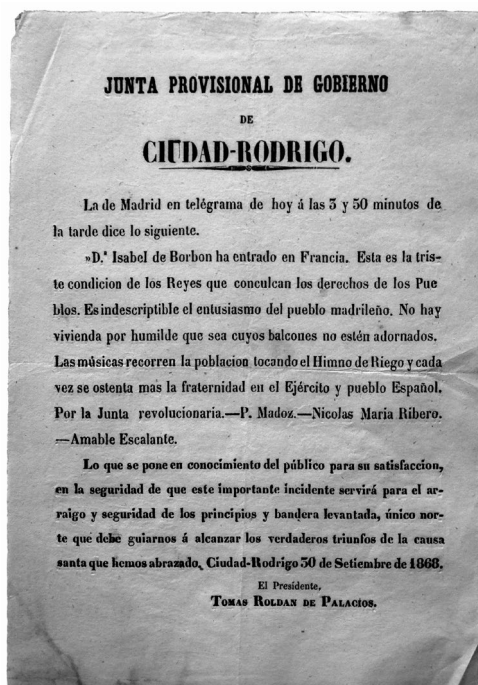 JUNTA PROVISIONAL DE GOBIERNO
DE
CIUDAD-RODRIGO.
La de Madrid en telégrama de hoy á las 3 y 50 minutos de
la tarde dice lo siguiente.
»D.ª Isabel de Borbon ha entrado en Francia. Esta es la tris-
te condicion de los Reyes que conculcan los derechos de los Pue
blos. Es indescriptible el entusiasmo del pueblo madrileño. No hay
vivienda por humilde que sea cuyos balcones no estén adornados.
Las músicas recorren la poblacion tocando el Himno de Riego y cada
vez se ostenta mas la fraternidad en el Ejército y pueblo Español.
Por la Junta revolucionaria.—P. Madoz.—Nicolas Maria Ribero.
—Amable Escalante.
Lo que se pone en conocimiento del público para su satisfaccion,
en la seguridad de que este importante incidente servirá para el ar-
raigo y seguridad de los principios y bandera levantada, único nor-
te que debe guiarnos á alcanzar los verdaderos triunfos de la causa
santa que hemos abrazado. Ciudad-Rodrigo 30 de Setiembre de 1868.
El Presidente,
TOMAS ROLDAN DE PALACIOS.